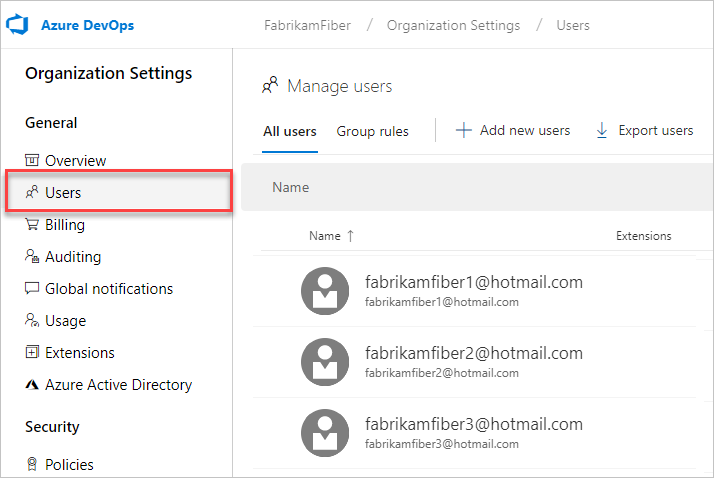 Azure DevOps
FabrikamFiber / Organization Settings / Users
Organization Settings
General
Overview
Users
Billing
Auditing
Global notifications
Usage
Extensions
Azure Active Directory
Security
Policies
Manage users
All users Group rules Add new users Export users
Name
Name ↑ Extensions
fabrikamfiber1@hotmail.com
fabrikamfiber1@hotmail.com
fabrikamfiber2@hotmail.com
fabrikamfiber2@hotmail.com
fabrikamfiber3@hotmail.com
fabrikamfiber3@hotmail.com